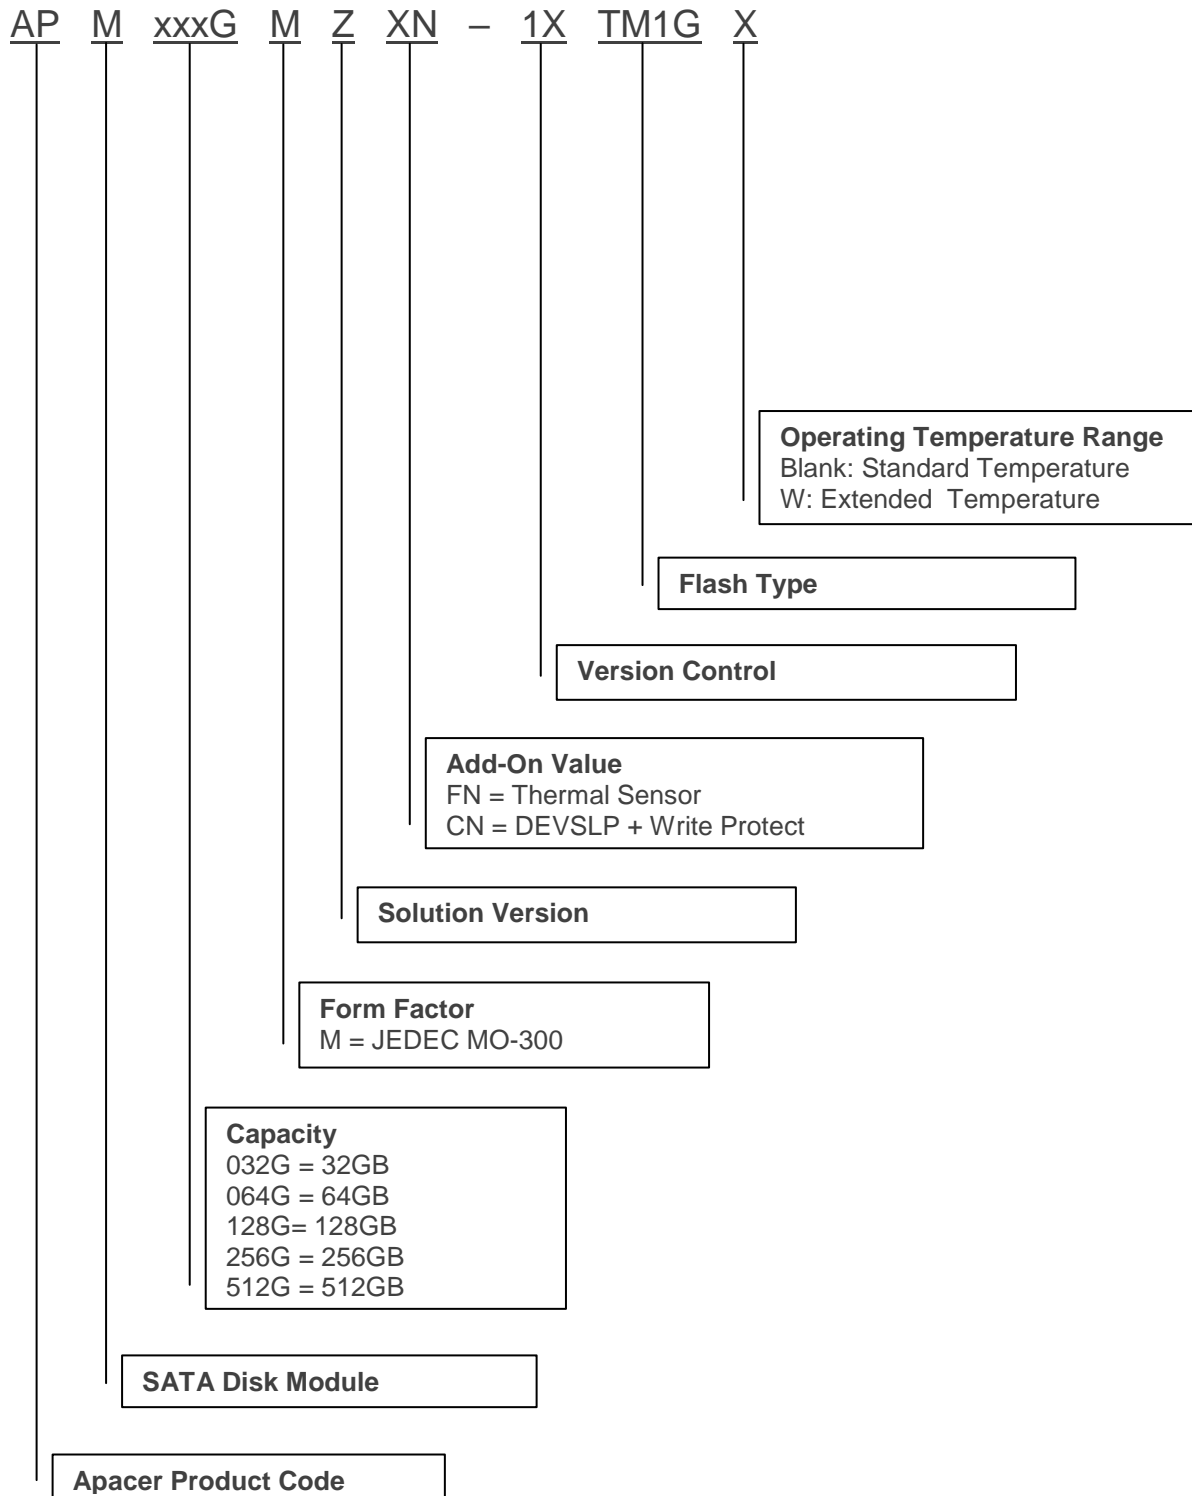 AP M xxxG M Z XN – 1X TM1G X
Operating Temperature Range
Blank: Standard Temperature
W: Extended Temperature
Flash Type
Version Control
Add-On Value
FN = Thermal Sensor
CN = DEVSLP + Write Protect
Solution Version
Form Factor
M = JEDEC MO-300
Capacity
032G = 32GB
064G = 64GB
128G= 128GB
256G = 256GB
512G = 512GB
SATA Disk Module
Apacer Product Code